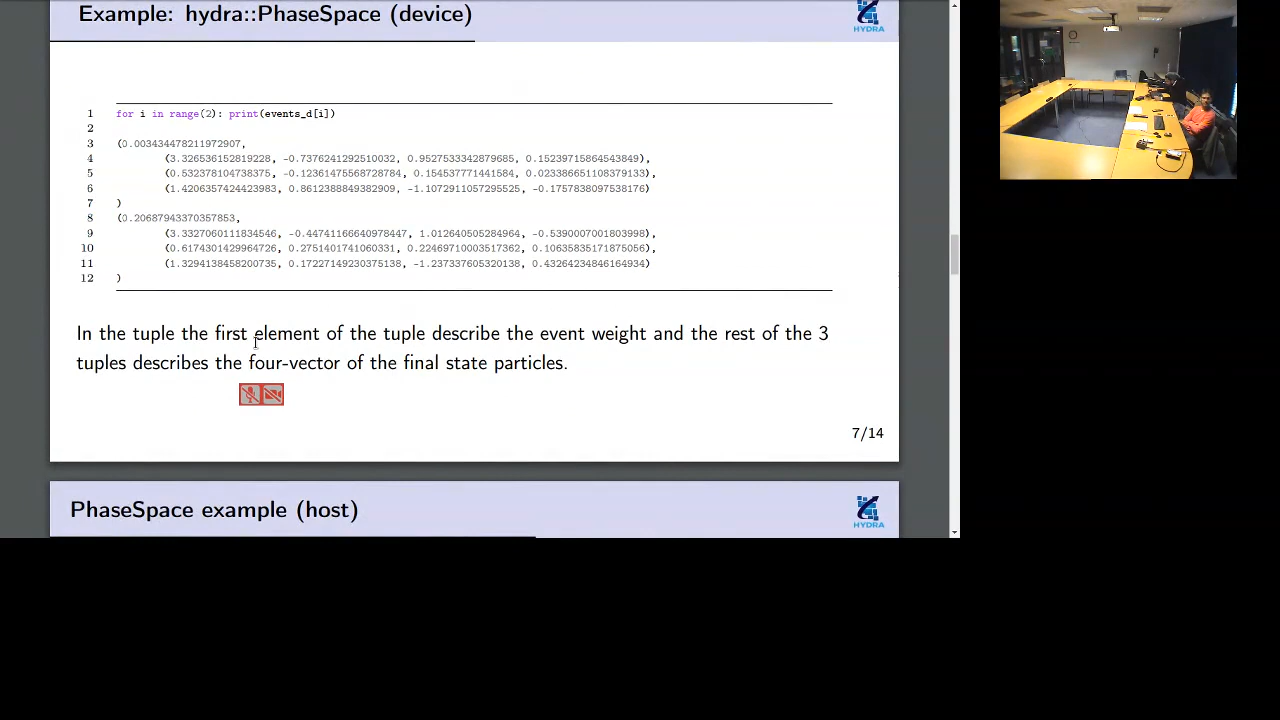 Example: hydra::PhaseSpace (device)
HYDRA
1 for i in range(2): print(events_d[i])
2
3 (0.003434478211972907,
4 (3.326536152819228, -0.7376241292510032, 0.9527533342879685, 0.15239715864543849),
5 (0.532378104738375, -0.12361475568728784, 0.154537771441584, 0.023386651108379133),
6 (1.4206357424423983, 0.8612388849382909, -1.1072911057295525, -0.1757838097538176)
7 )
8 (0.20687943370357853,
9 (3.3327060111834546, -0.44741166640978447, 1.012640505284964, -0.5390007001803998),
10 (0.6174301429964726, 0.2751401741060331, 0.22469710003517362, 0.10635835171875056),
11 (1.3294138458200735, 0.17227149230375138, -1.237337605320138, 0.43264234846164934)
12 )
In the tuple the first element of the tuple describe the event weight and the rest of the 3
tuples describes the four-vector of the final state particles.
7/14
PhaseSpace example (host)
HYDRA